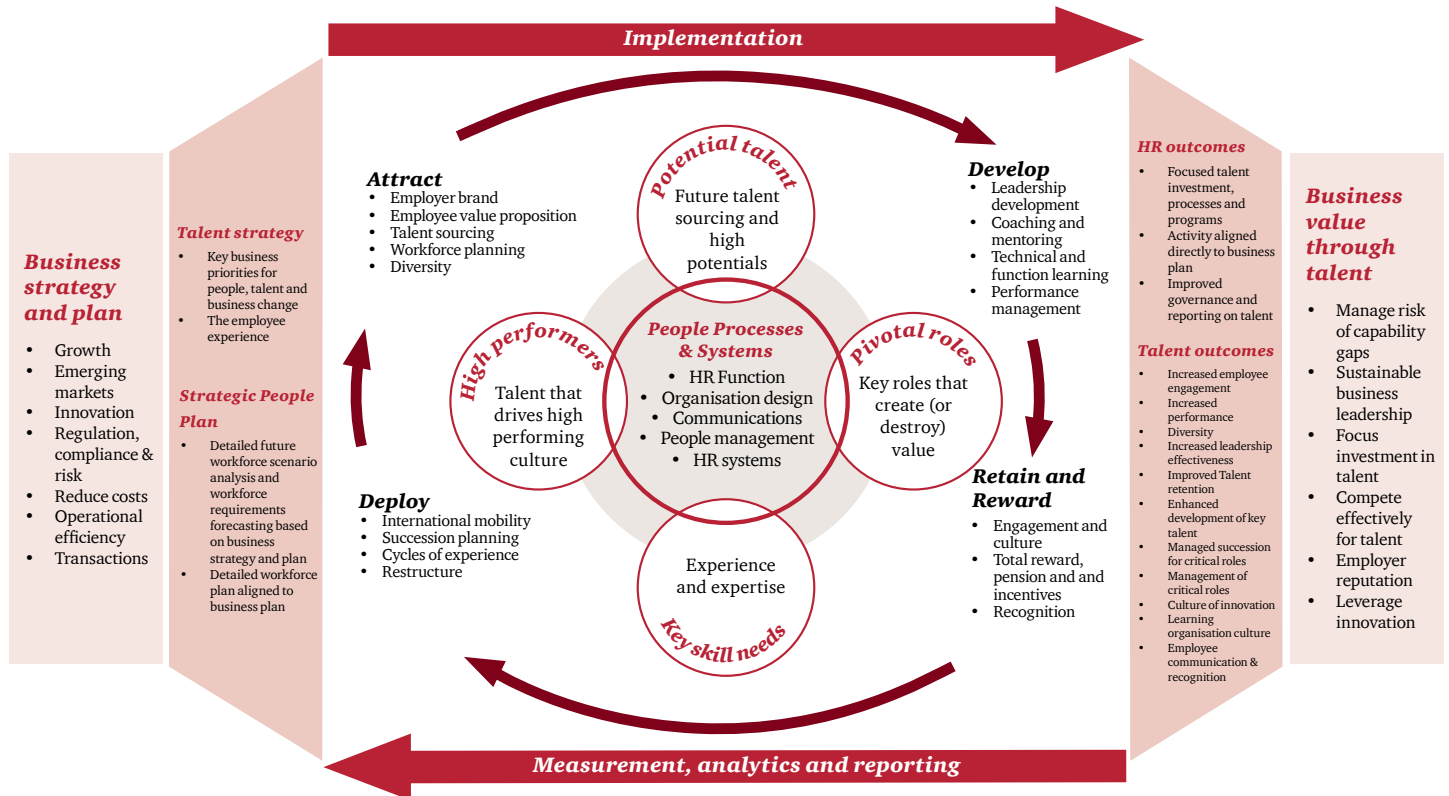 Implementation
Business
strategy
and plan
• Growth
• Emerging
markets
• Innovation
• Regulation,
compliance &
risk
• Reduce costs
• Operational
efficiency
• Transactions
Talent strategy
• Key business
priorities for
people, talent and
business change
• The employee
experience
Strategic People
Plan
• Detailed future
workforce scenario
analysis and
workforce
requirements
forecasting based
on business
strategy and plan
• Detailed workforce
plan aligned to
business plan
Attract
• Employer brand
• Employee value proposition
• Talent sourcing
• Workforce planning
• Diversity
Potential talent
Future talent
sourcing and
high
potentials
Develop
• Leadership
development
• Coaching and
mentoring
• Technical and
function learning
• Performance
management
High performers
Talent that
drives high
performing
culture
People Processes
& Systems
• HR Function
• Organisation design
• Communications
• People management
• HR systems
Pivotal roles
Key roles that
create (or
destroy)
value
Deploy
• International mobility
• Succession planning
• Cycles of experience
• Restructure
Experience
and expertise
Key skill needs
Retain and
Reward
• Engagement and
culture
• Total reward,
pension and and
incentives
• Recognition
HR outcomes
• Focused talent
investment,
processes and
programs
• Activity aligned
directly to business
plan
• Improved
governance and
reporting on talent
Talent outcomes
• Increased employee
engagement
• Increased
performance
• Diversity
• Increased leadership
effectiveness
• Improved Talent
retention
• Enhanced
development of key
talent
• Managed succession
for critical roles
• Management of
critical roles
• Culture of innovation
• Learning
organisation culture
• Employee
communication &
recognition
Business
value
through
talent
• Manage risk
of capability
gaps
• Sustainable
business
leadership
• Focus
investment in
talent
• Compete
effectively
for talent
• Employer
reputation
• Leverage
innovation
Measurement, analytics and reporting